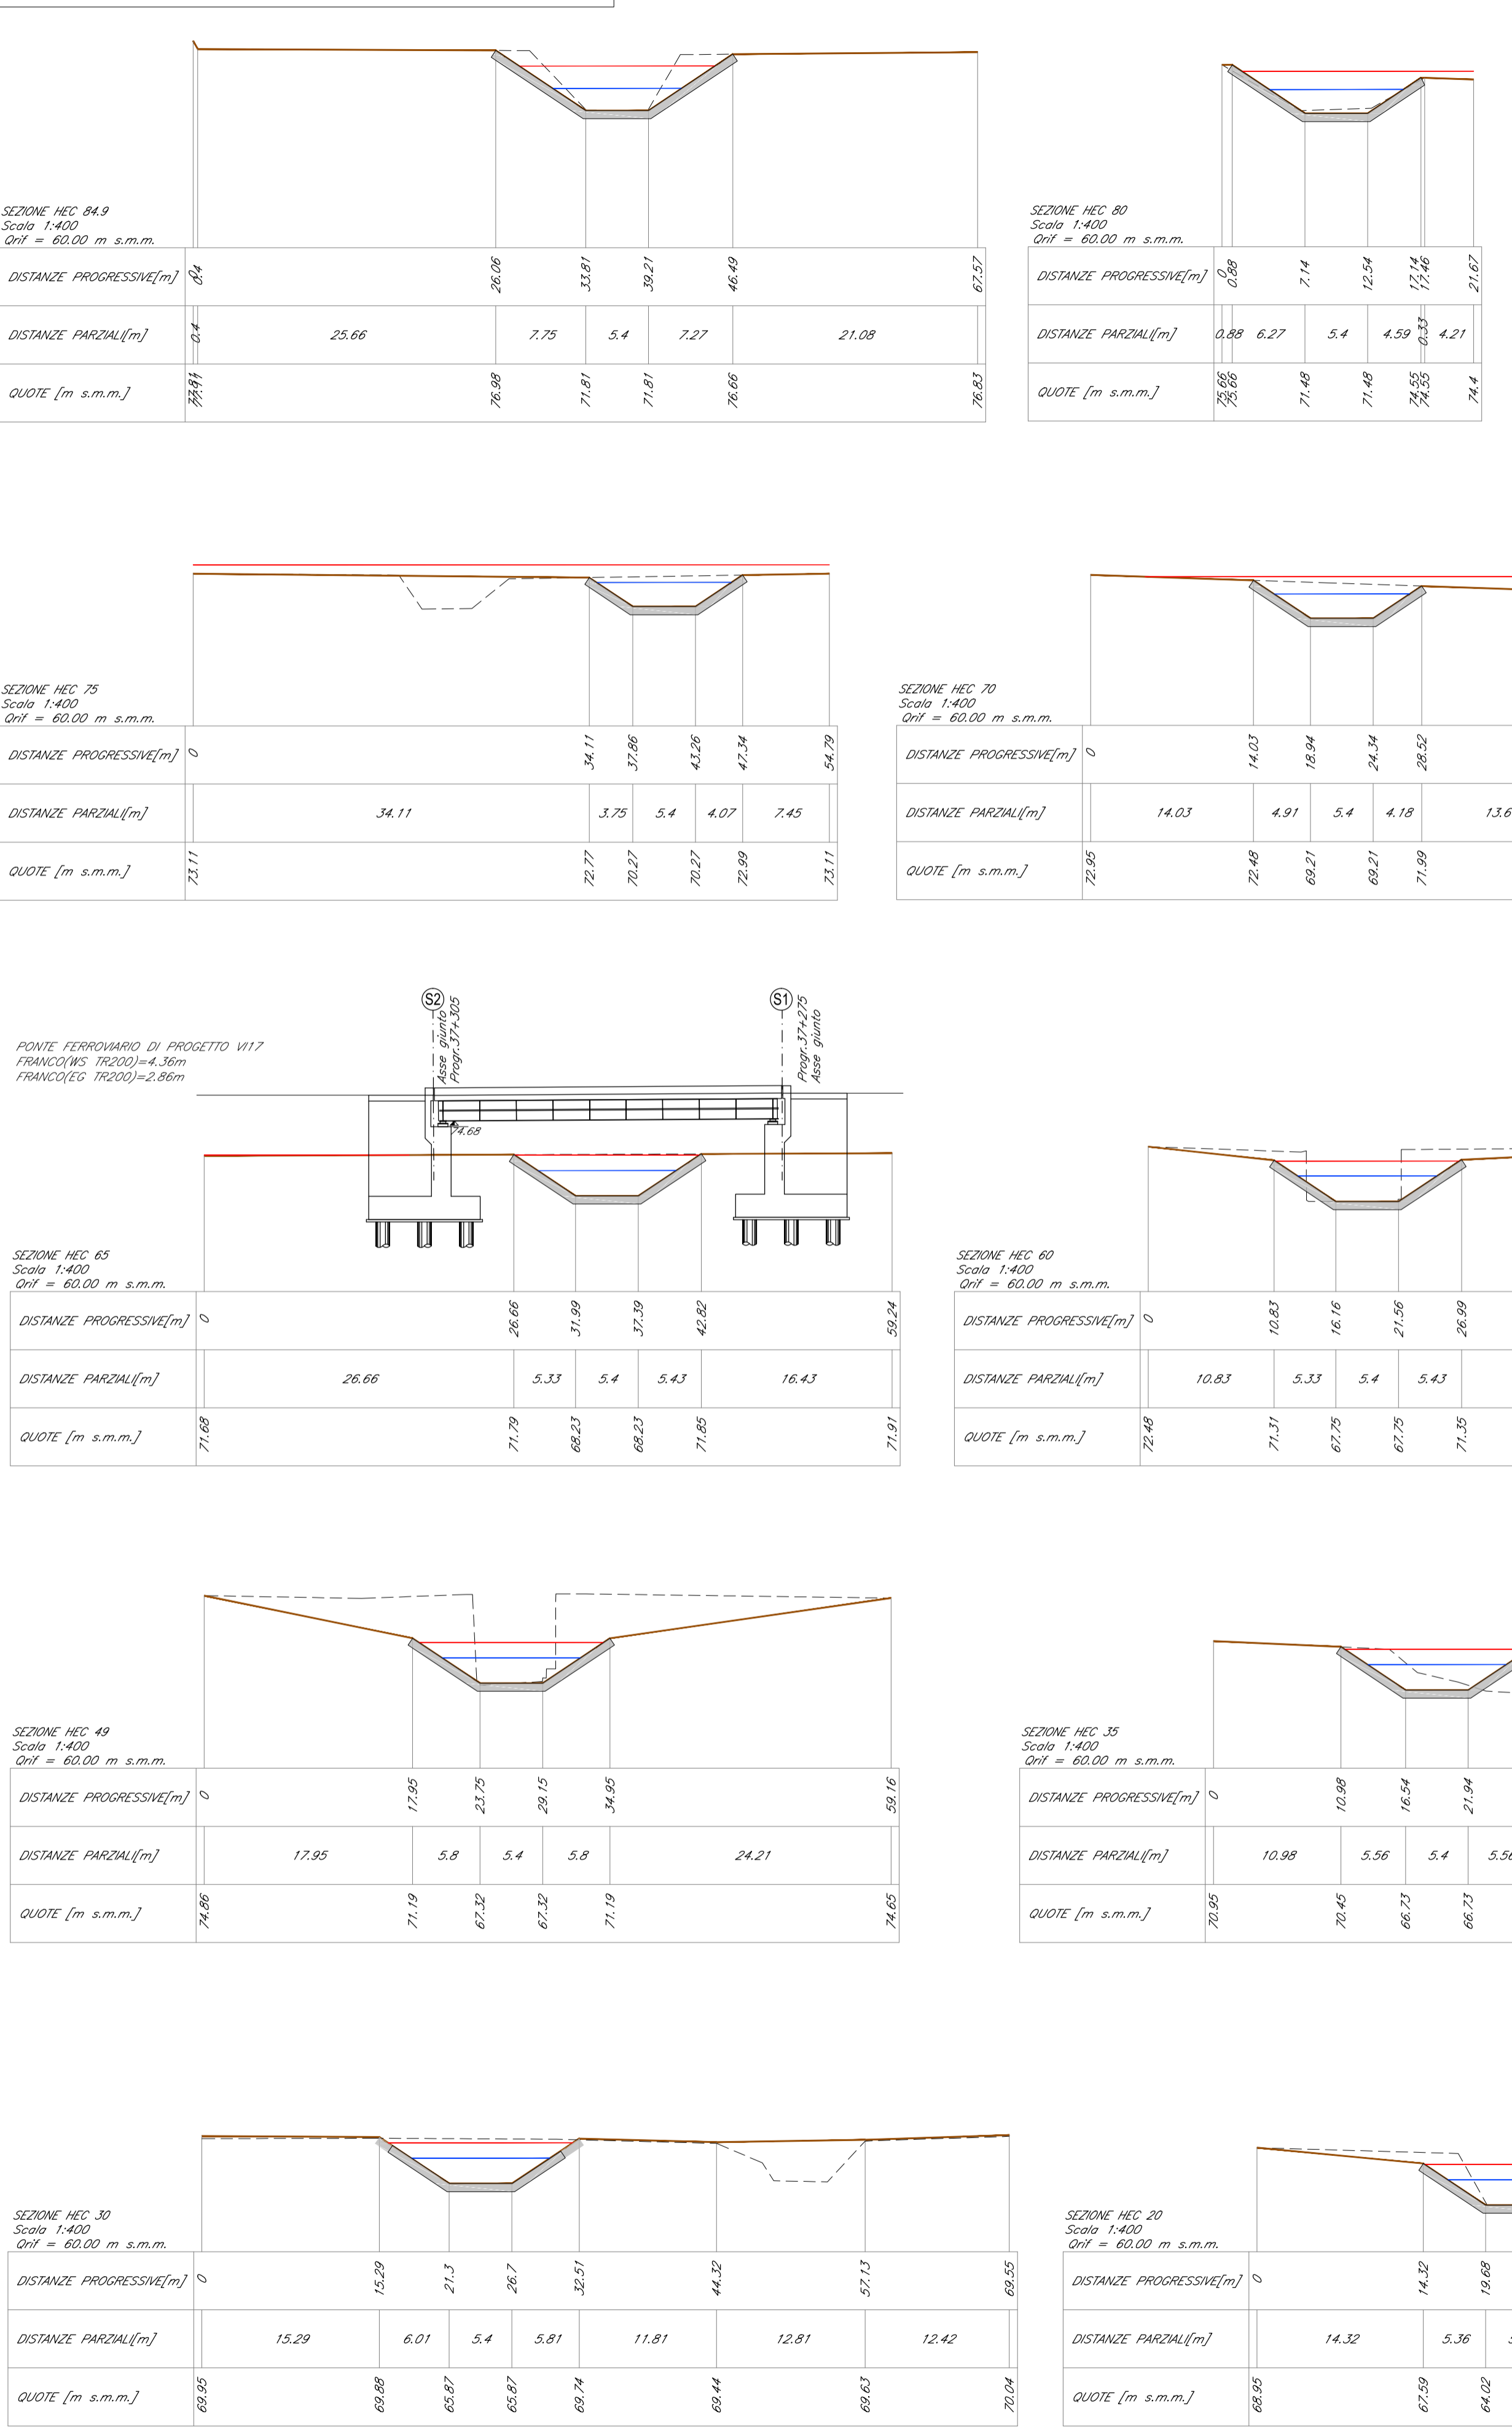 SEZIONE HEC 84.9
Scala 1:400
Qrif = 60.00 m s.m.m.
DISTANZE PROGRESSIVE[m] 0 0.4 26.06 33.81 39.21 46.49 67.57
DISTANZE PARZIALI[m] 0.4 25.66 7.75 5.4 7.27 21.08
QUOTE [m s.m.m.] 76.98 71.81 71.81 76.66 76.83
SEZIONE HEC 80
Scala 1:400
Qrif = 60.00 m s.m.m.
DISTANZE PROGRESSIVE[m] 0 0.88 7.14 12.54 17.14 17.46 21.67
DISTANZE PARZIALI[m] 0.88 6.27 5.4 4.59 0.33 4.21
QUOTE [m s.m.m.] 75.66 75.66 71.48 71.48 74.55 74.55 74.4
SEZIONE HEC 75
Scala 1:400
Qrif = 60.00 m s.m.m.
DISTANZE PROGRESSIVE[m] 0 34.11 37.86 43.26 47.34 54.79
DISTANZE PARZIALI[m] 34.11 3.75 5.4 4.07 7.45
QUOTE [m s.m.m.] 73.11 72.77 70.27 70.27 72.99 73.11
SEZIONE HEC 70
Scala 1:400
Qrif = 60.00 m s.m.m.
DISTANZE PROGRESSIVE[m] 0 14.03 18.94 24.34 28.52
DISTANZE PARZIALI[m] 14.03 4.91 5.4 4.18 13.6
QUOTE [m s.m.m.] 72.95 72.48 69.21 69.21 71.99
PONTE FERROVIARIO DI PROGETTO VI17
FRANCO(WS TR200)=4.36m
FRANCO(EG TR200)=2.86m
S2
Asse giunto
Progr.37+305
S1
Progr.37+275
Asse giunto
74.68
SEZIONE HEC 65
Scala 1:400
Qrif = 60.00 m s.m.m.
DISTANZE PROGRESSIVE[m] 0 26.66 31.99 37.39 42.82 59.24
DISTANZE PARZIALI[m] 26.66 5.33 5.4 5.43 16.43
QUOTE [m s.m.m.] 71.68 71.79 68.23 68.23 71.85 71.91
SEZIONE HEC 60
Scala 1:400
Qrif = 60.00 m s.m.m.
DISTANZE PROGRESSIVE[m] 0 10.83 16.16 21.56 26.99
DISTANZE PARZIALI[m] 10.83 5.33 5.4 5.43
QUOTE [m s.m.m.] 72.48 71.31 67.75 67.75 71.35
SEZIONE HEC 49
Scala 1:400
Qrif = 60.00 m s.m.m.
DISTANZE PROGRESSIVE[m] 0 17.95 23.75 29.15 34.95 59.16
DISTANZE PARZIALI[m] 17.95 5.8 5.4 5.8 24.21
QUOTE [m s.m.m.] 74.86 71.19 67.32 67.32 71.19 74.65
SEZIONE HEC 35
Scala 1:400
Qrif = 60.00 m s.m.m.
DISTANZE PROGRESSIVE[m] 0 10.98 16.54 21.94
DISTANZE PARZIALI[m] 10.98 5.56 5.4 5.56
QUOTE [m s.m.m.] 70.95 70.45 66.73 66.73
SEZIONE HEC 30
Scala 1:400
Qrif = 60.00 m s.m.m.
DISTANZE PROGRESSIVE[m] 0 15.29 21.3 26.7 32.51 44.32 57.13 69.55
DISTANZE PARZIALI[m] 15.29 6.01 5.4 5.81 11.81 12.81 12.42
QUOTE [m s.m.m.] 69.95 69.88 65.87 65.87 69.74 69.44 69.63 70.04
SEZIONE HEC 20
Scala 1:400
Qrif = 60.00 m s.m.m.
DISTANZE PROGRESSIVE[m] 0 14.32 19.68
DISTANZE PARZIALI[m] 14.32 5.36
QUOTE [m s.m.m.] 68.95 67.59 64.02